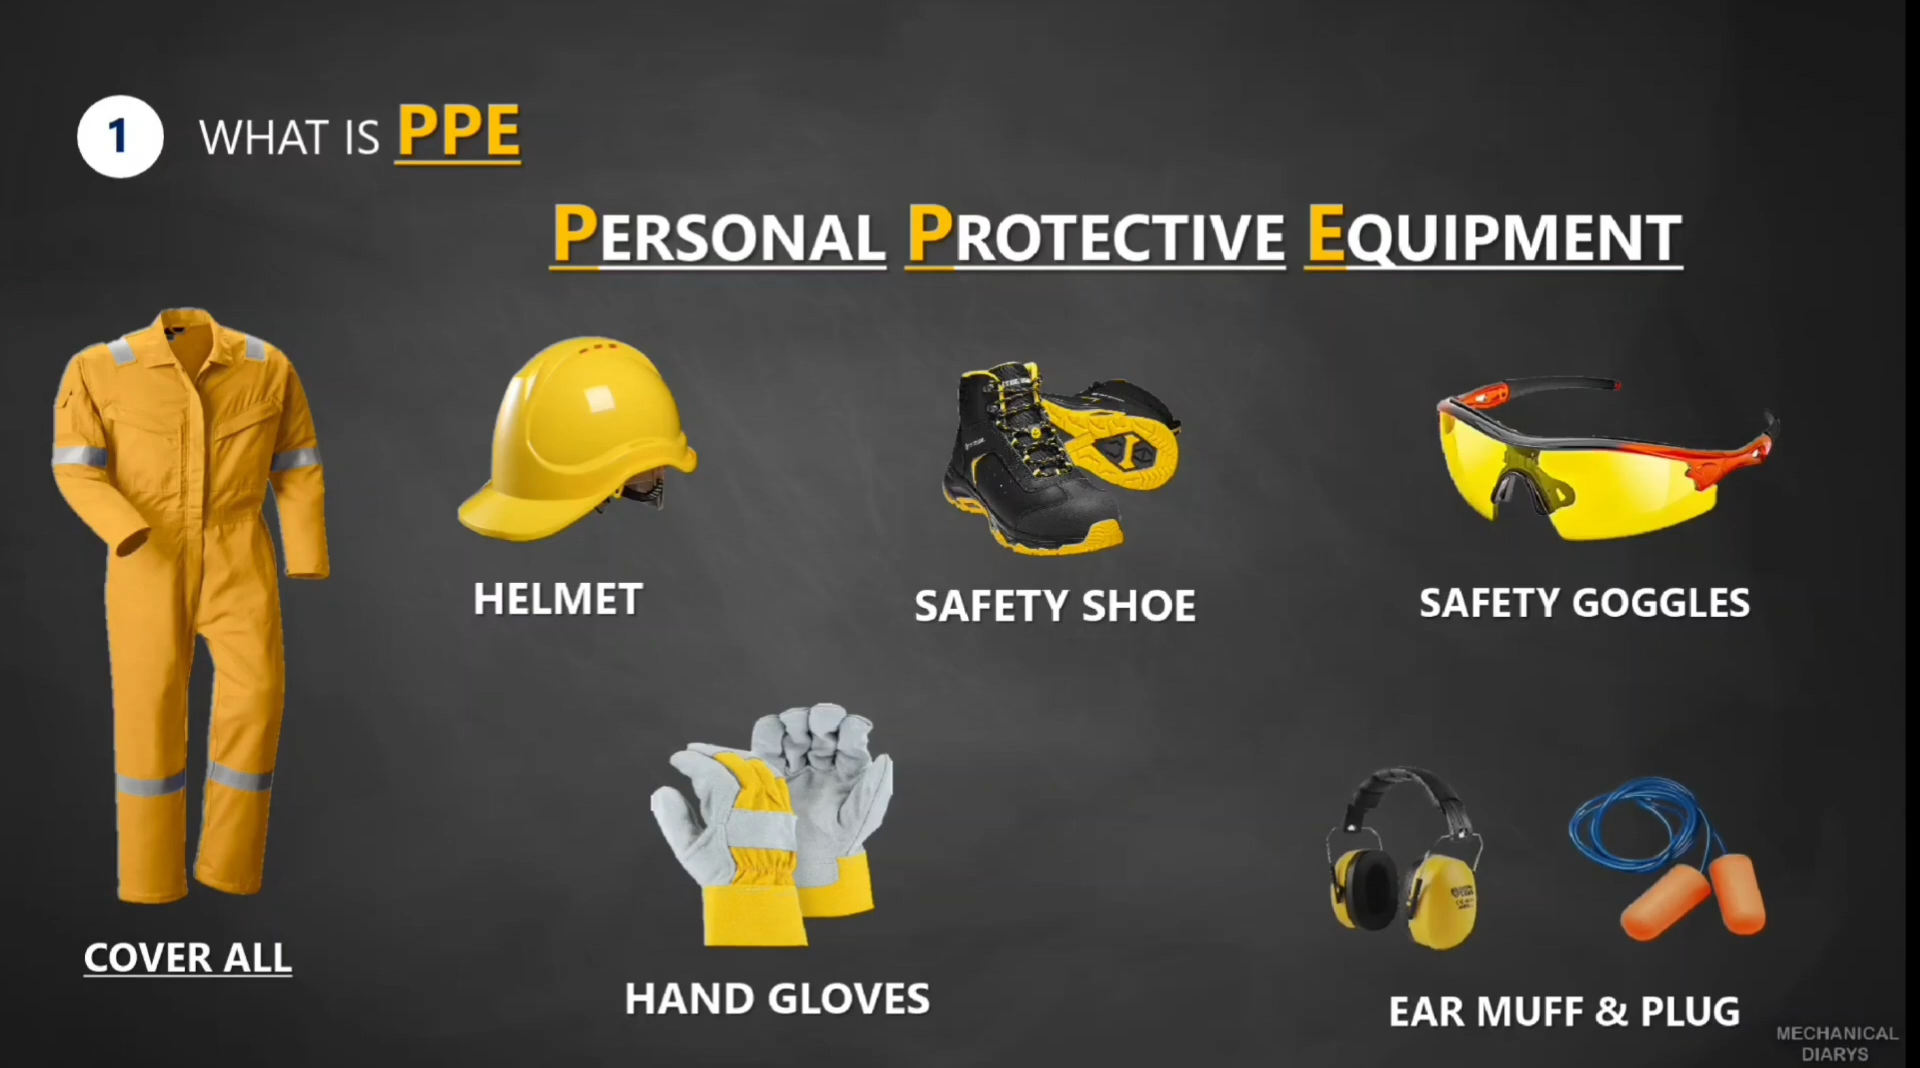 1
WHAT IS PPE
PERSONAL PROTECTIVE EQUIPMENT
HELMET
SAFETY SHOE
SAFETY GOGGLES
COVER ALL
HAND GLOVES
EAR MUFF & PLUG
MECHANICAL
DIARYS